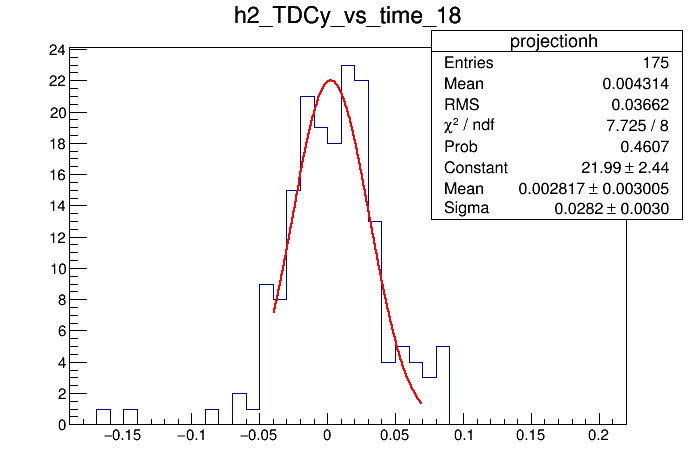 h2_TDCy_vs_time_18
projectionh
Entries 175
Mean 0.004314
RMS 0.03662
χ² / ndf 7.725 / 8
Prob 0.4607
Constant 21.99 ± 2.44
Mean 0.002817 ± 0.003005
Sigma 0.0282 ± 0.0030
24
22
20
18
16
14
12
10
8
6
4
2
0
−0.15 −0.1 −0.05 0 0.05 0.1 0.15 0.2